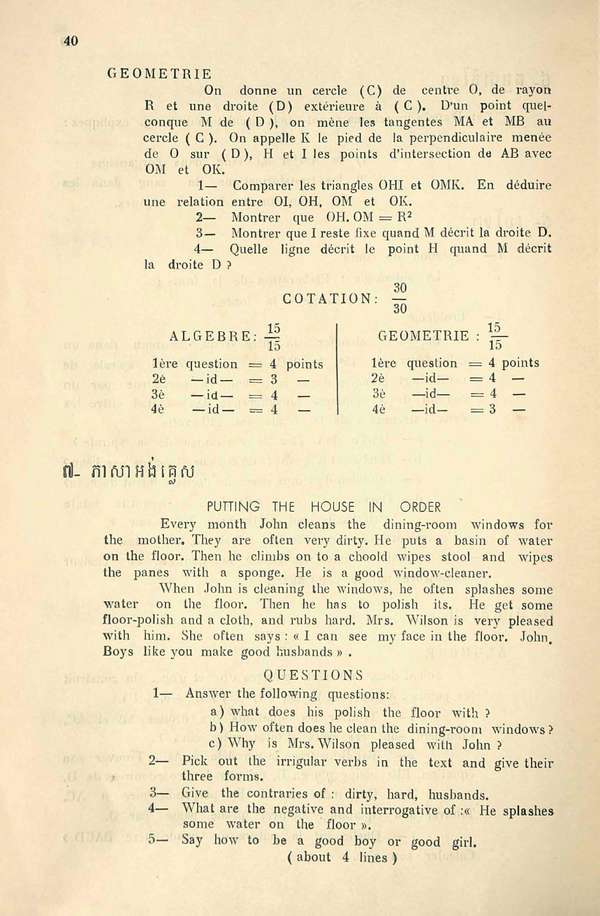 40
GEOMETRIE
On donne un cercle (C) de centre O, de rayon
R et une droite (D) extérieure à ( C ). D'un point quel-
conque M de ( D ), on mène les tangentes MA et MB au
cercle ( C ). On appelle K le pied de la perpendiculaire menée
de O sur ( D ), H et I les points d'intersection de AB avec
OM et OK.
1— Comparer les triangles OHI et OMK. En déduire
une relation entre OI, OH, OM et OK.
2— Montrer que OH. OM = R²
3— Montrer que I reste fixe quand M décrit la droite D.
4— Quelle ligne décrit le point H quand M décrit
la droite D ?
COTATION: 30/30
ALGEBRE: 15/15
1ère question = 4 points
2è —id— = 3 —
3è —id— = 4 —
4è —id— = 4 —
GEOMETRIE : 15/15
1ère question = 4 points
2è —id— = 4 —
3è —id— = 4 —
4è —id— = 3 —
៧- ភាសាអង់គ្លេស
PUTTING THE HOUSE IN ORDER
Every month John cleans the dining-room windows for
the mother. They are often very dirty. He puts a basin of water
on the floor. Then he climbs on to a choold wipes stool and wipes
the panes with a sponge. He is a good window-cleaner.
When John is cleaning the windows, he often splashes some
water on the floor. Then he has to polish its. He get some
floor-polish and a cloth, and rubs hard. Mrs. Wilson is very pleased
with him. She often says : « I can see my face in the floor. John.
Boys like you make good husbands » .
QUESTIONS
1— Answer the following questions:
a ) what does his polish the floor with ?
b ) How often does he clean the dining-room windows ?
c ) Why is Mrs. Wilson pleased with John ?
2— Pick out the irrigular verbs in the text and give their
three forms.
3— Give the contraries of : dirty, hard, husbands.
4— What are the negative and interrogative of :« He splashes
some water on the floor ».
5— Say how to be a good boy or good girl.
( about 4 lines )